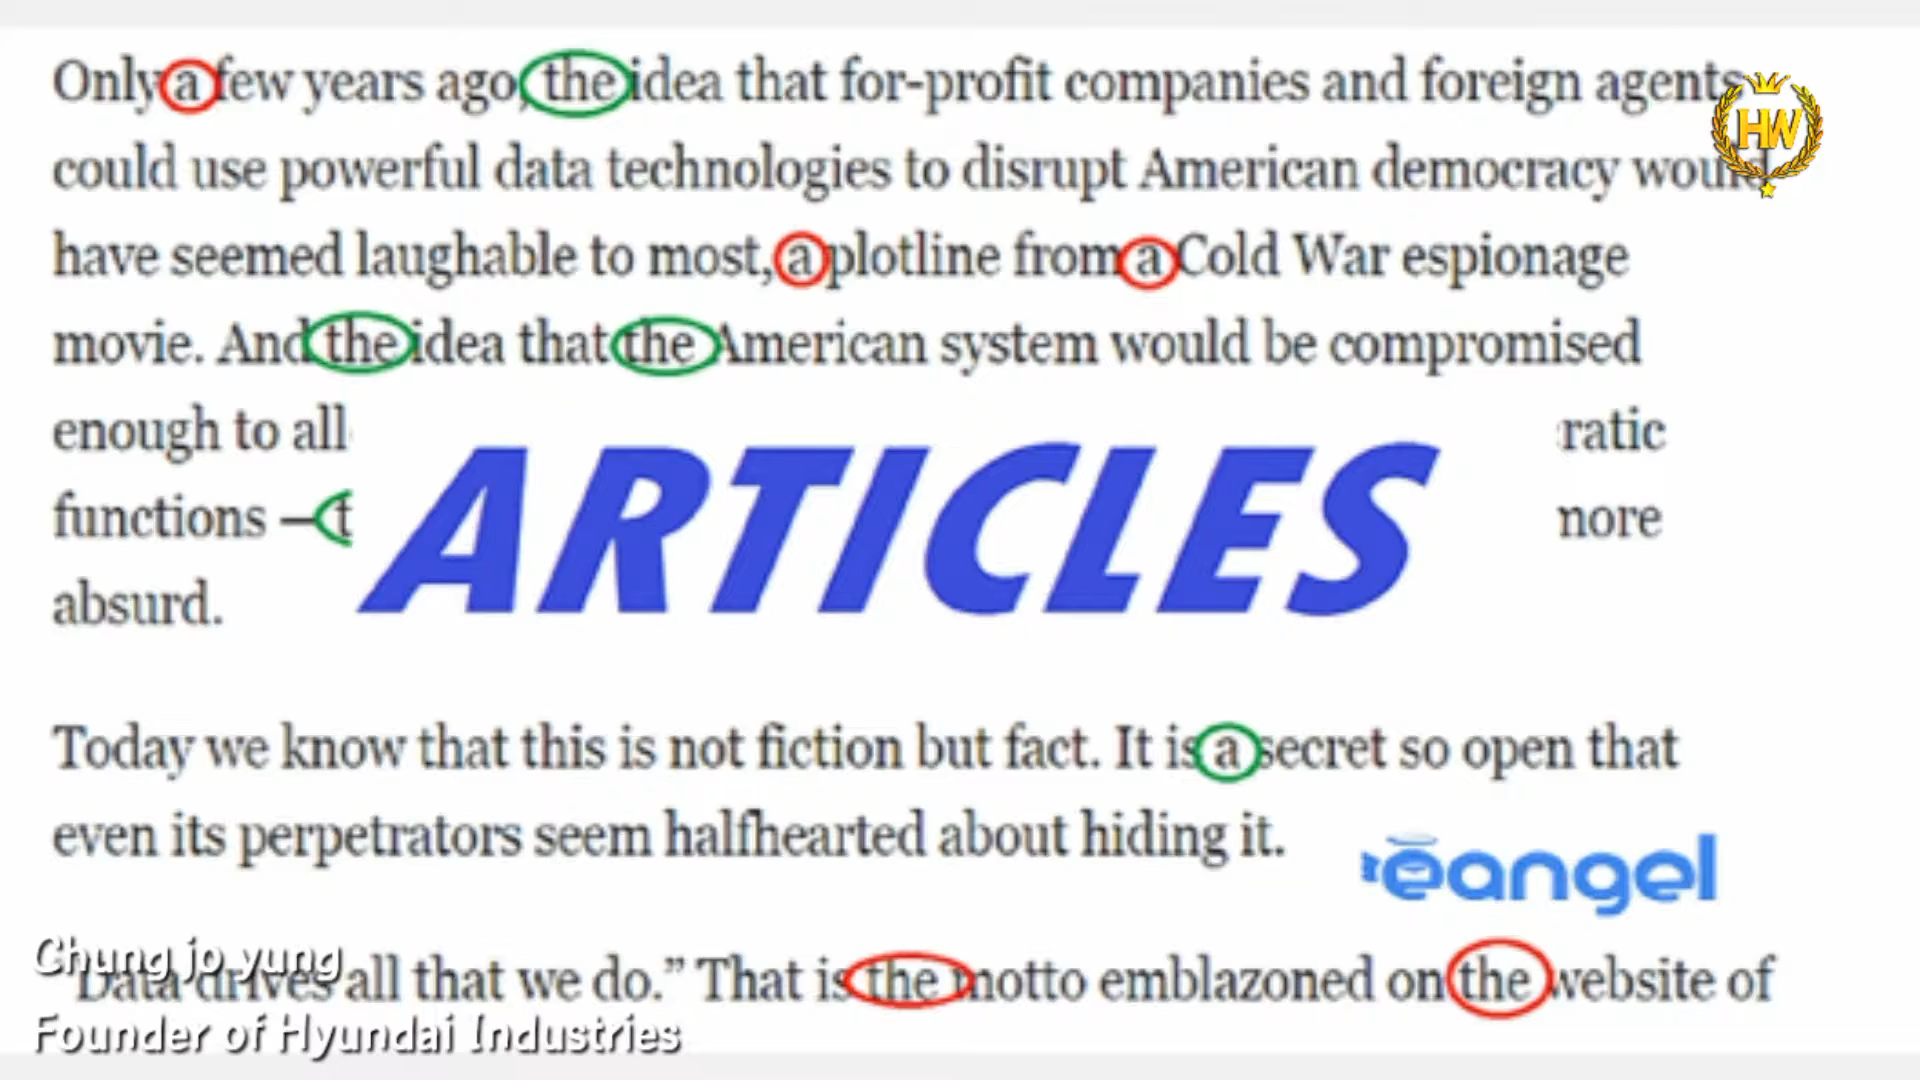 Only a few years ago, the idea that for-profit companies and foreign agents
HW
could use powerful data technologies to disrupt American democracy would
have seemed laughable to most, a plotline from a Cold War espionage
movie. And the idea that the American system would be compromised
enough to all
ratic
functions — t
ARTICLES
more
absurd.
Today we know that this is not fiction but fact. It is a secret so open that
even its perpetrators seem halfhearted about hiding it.
eangel
Chung jo yung
"Data drives all that we do.” That is the motto emblazoned on the website of
Founder of Hyundai Industries